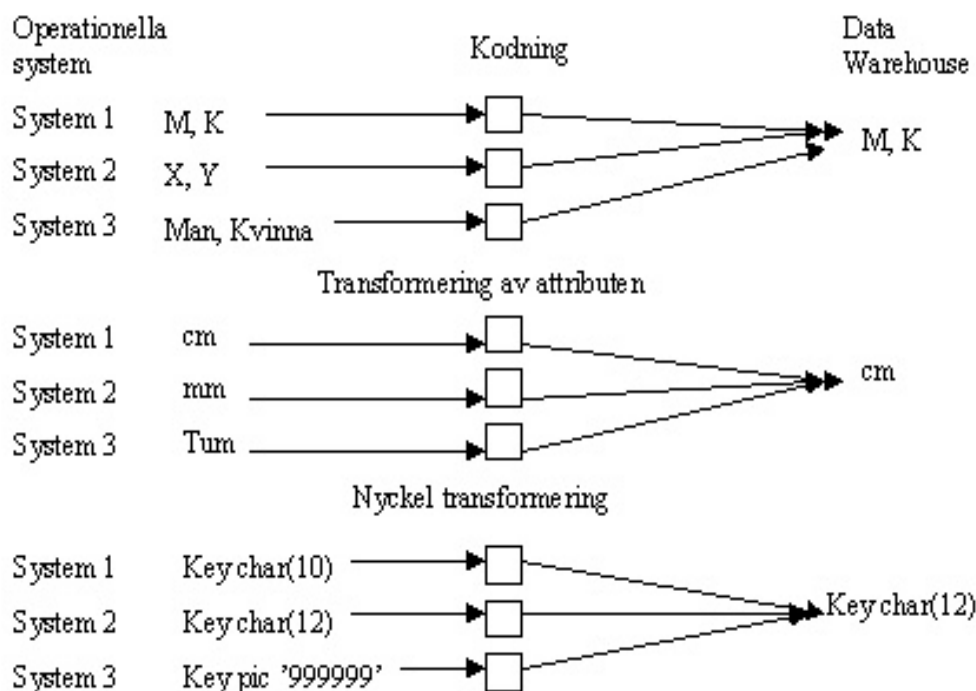 Operationella
system
Kodning
Data
Warehouse
System 1 M, K
System 2 X, Y
System 3 Man, Kvinna
M, K
Transformering av attributen
System 1 cm
System 2 mm
System 3 Tum
cm
Nyckel transformering
System 1 Key char(10)
System 2 Key char(12)
System 3 Key pic '999999'
Key char(12)